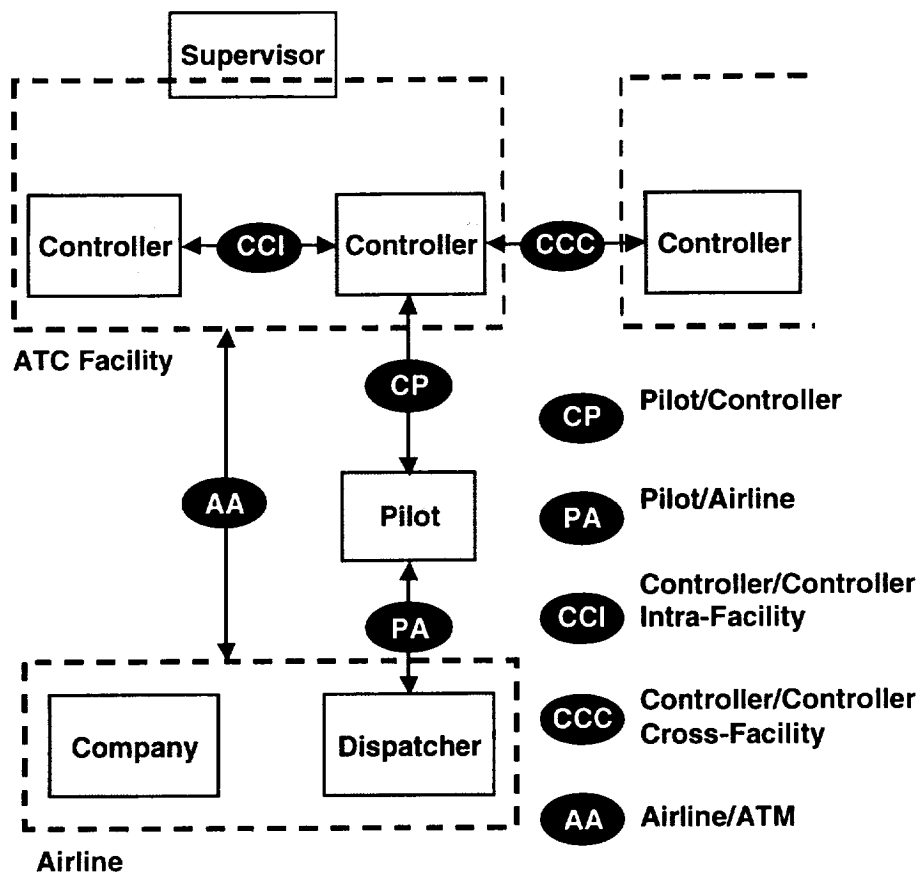 Supervisor
Controller
CCI
Controller
CCC
Controller
ATC Facility
CP
AA
Pilot
PA
Company
Dispatcher
Airline
CP Pilot/Controller
PA Pilot/Airline
CCI Controller/Controller
Intra-Facility
CCC Controller/Controller
Cross-Facility
AA Airline/ATM